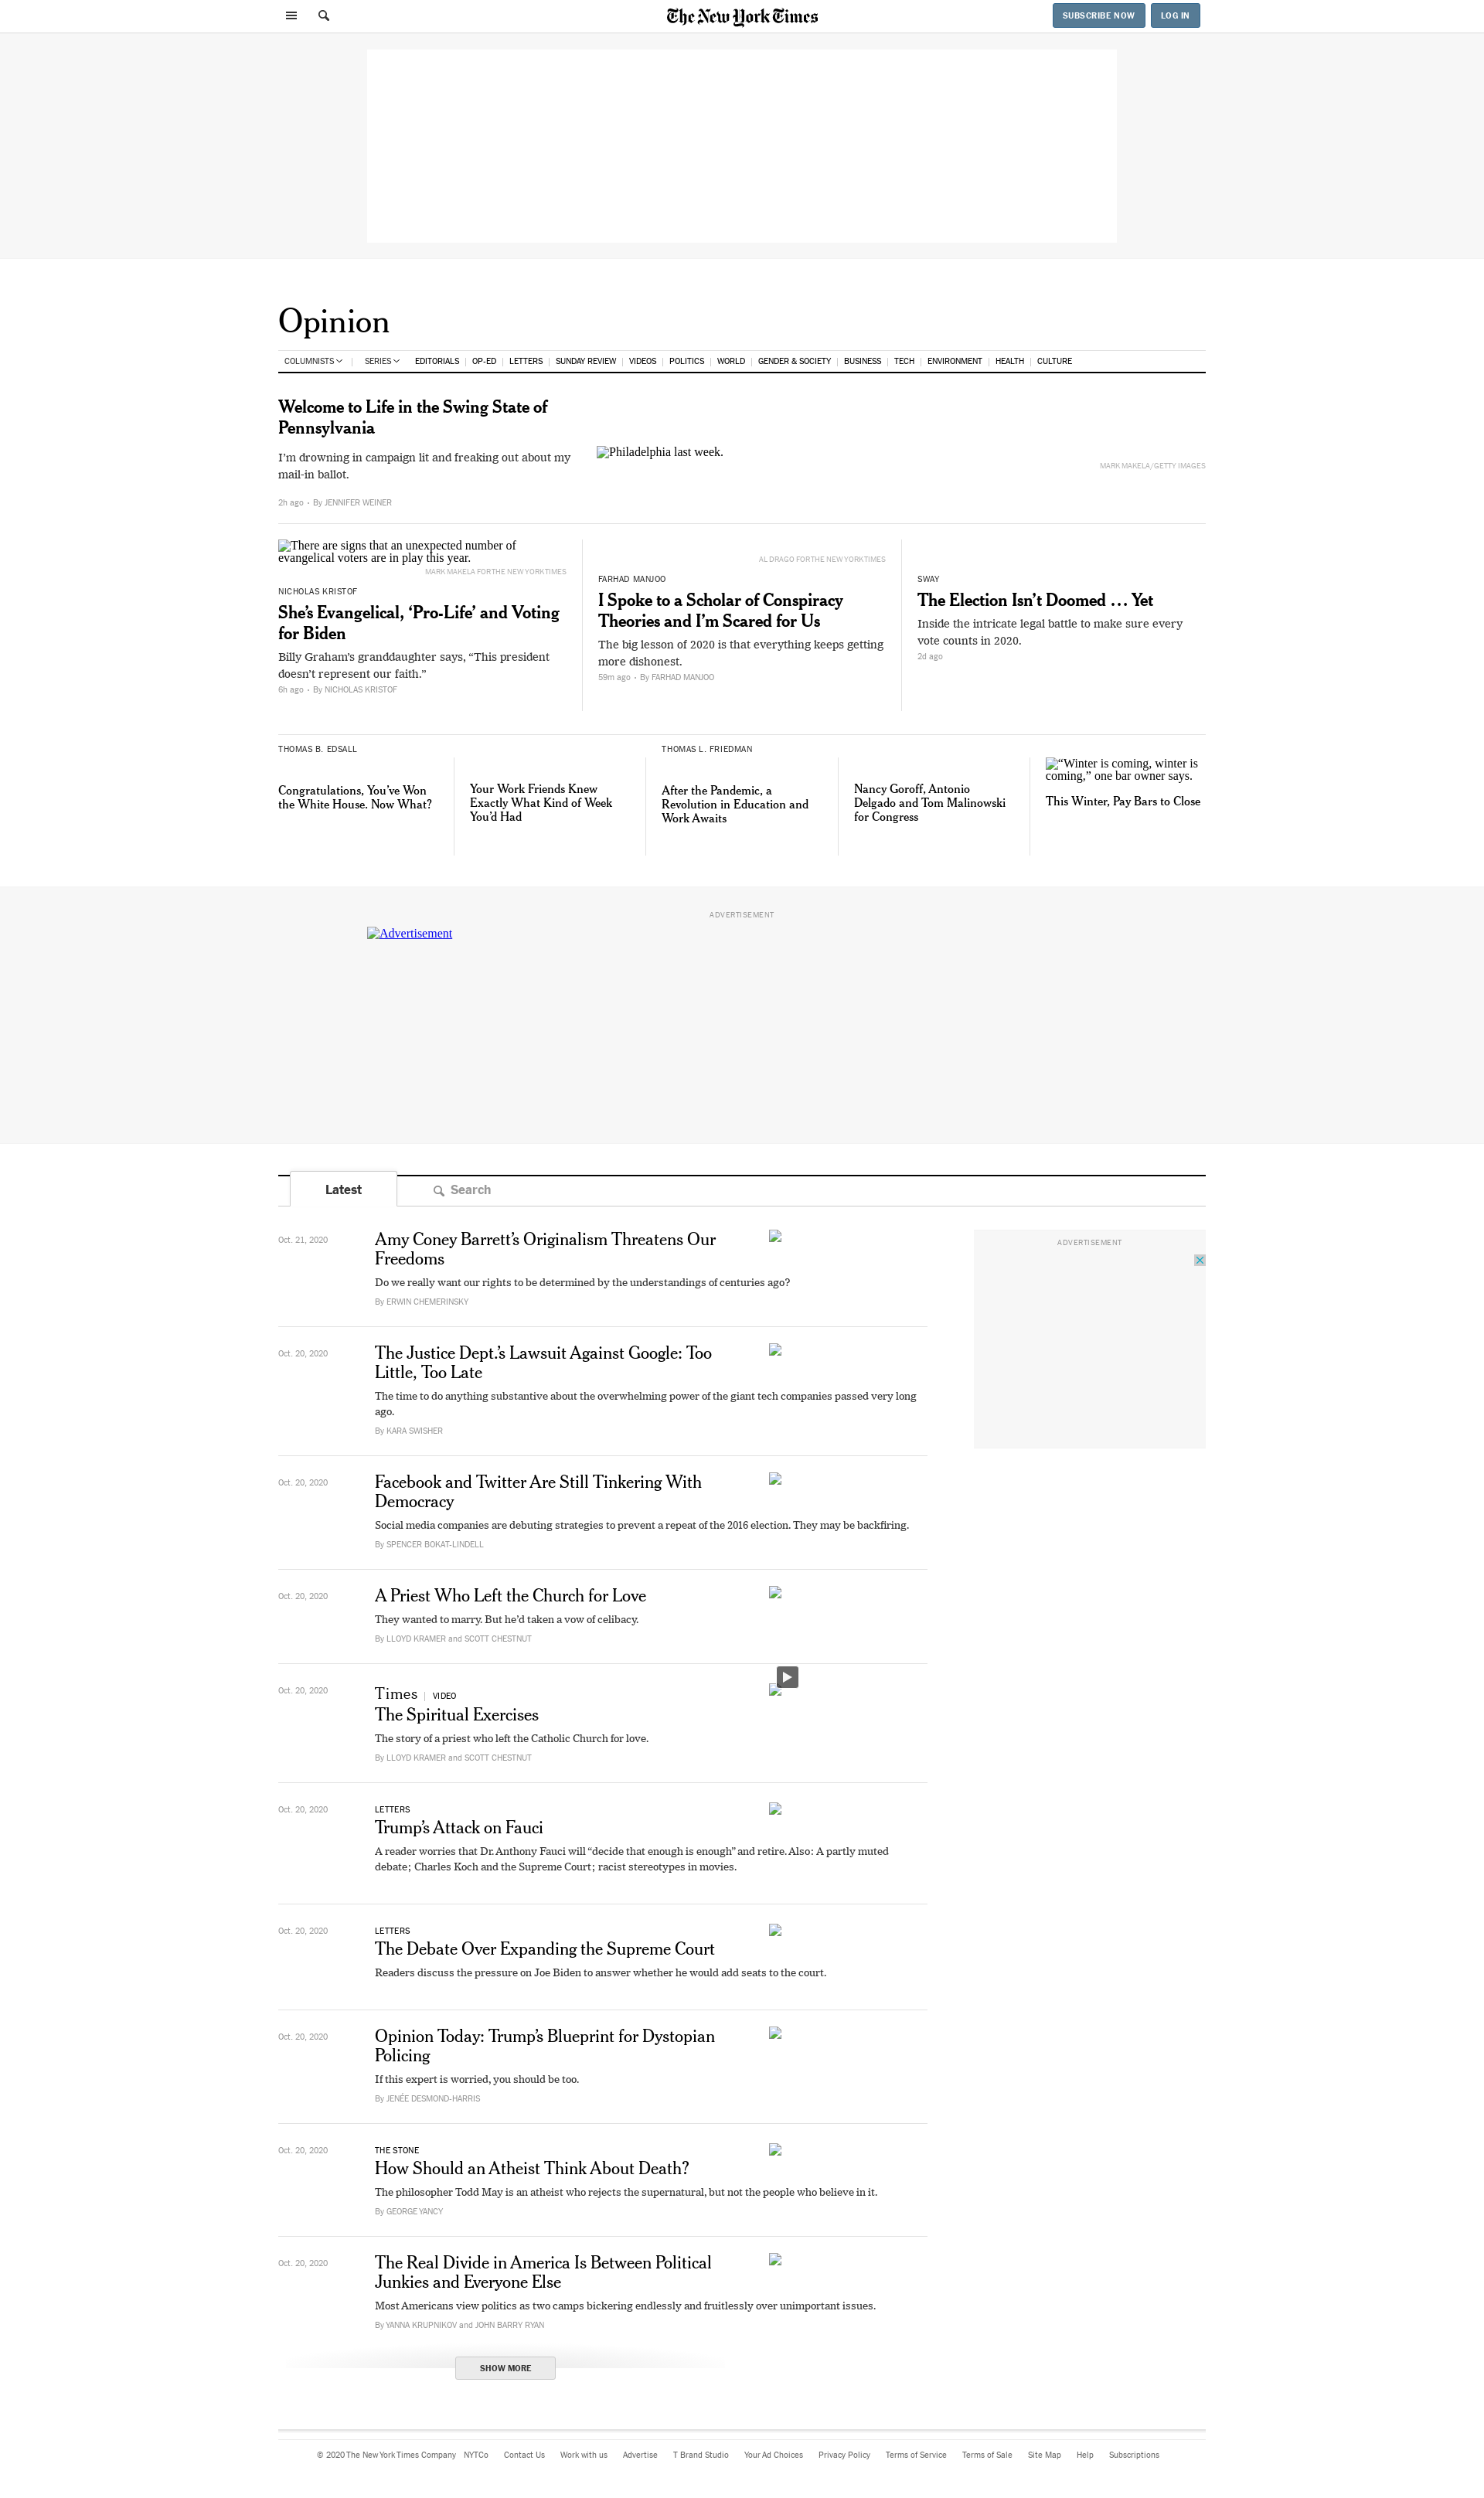 The New York Times
SUBSCRIBE NOW
LOG IN
Opinion
COLUMNISTS
SERIES
EDITORIALS
OP-ED
LETTERS
SUNDAY REVIEW
VIDEOS
POLITICS
WORLD
GENDER & SOCIETY
BUSINESS
TECH
ENVIRONMENT
HEALTH
CULTURE
Welcome to Life in the Swing State of
Pennsylvania
I’m drowning in campaign lit and freaking out about my
mail-in ballot.
2h ago • By JENNIFER WEINER
Philadelphia last week.
MARK MAKELA/GETTY IMAGES
There are signs that an unexpected number of
evangelical voters are in play this year.
MARK MAKELA FOR THE NEW YORK TIMES
NICHOLAS KRISTOF
She’s Evangelical, ‘Pro-Life’ and Voting
for Biden
Billy Graham’s granddaughter says, “This president
doesn’t represent our faith.”
6h ago • By NICHOLAS KRISTOF
AL DRAGO FOR THE NEW YORK TIMES
FARHAD MANJOO
I Spoke to a Scholar of Conspiracy
Theories and I’m Scared for Us
The big lesson of 2020 is that everything keeps getting
more dishonest.
59m ago • By FARHAD MANJOO
SWAY
The Election Isn’t Doomed … Yet
Inside the intricate legal battle to make sure every
vote counts in 2020.
2d ago
THOMAS B. EDSALL
Congratulations, You’ve Won
the White House. Now What?
Your Work Friends Knew
Exactly What Kind of Week
You’d Had
THOMAS L. FRIEDMAN
After the Pandemic, a
Revolution in Education and
Work Awaits
Nancy Goroff, Antonio
Delgado and Tom Malinowski
for Congress
“Winter is coming, winter is
coming,” one bar owner says.
This Winter, Pay Bars to Close
ADVERTISEMENT
Advertisement
Latest
Search
Oct. 21, 2020
Amy Coney Barrett’s Originalism Threatens Our
Freedoms
Do we really want our rights to be determined by the understandings of centuries ago?
By ERWIN CHEMERINSKY
ADVERTISEMENT
Oct. 20, 2020
The Justice Dept.’s Lawsuit Against Google: Too
Little, Too Late
The time to do anything substantive about the overwhelming power of the giant tech companies passed very long
ago.
By KARA SWISHER
Oct. 20, 2020
Facebook and Twitter Are Still Tinkering With
Democracy
Social media companies are debuting strategies to prevent a repeat of the 2016 election. They may be backfiring.
By SPENCER BOKAT-LINDELL
Oct. 20, 2020
A Priest Who Left the Church for Love
They wanted to marry. But he’d taken a vow of celibacy.
By LLOYD KRAMER and SCOTT CHESTNUT
Oct. 20, 2020
Times | VIDEO
The Spiritual Exercises
The story of a priest who left the Catholic Church for love.
By LLOYD KRAMER and SCOTT CHESTNUT
Oct. 20, 2020
LETTERS
Trump’s Attack on Fauci
A reader worries that Dr. Anthony Fauci will “decide that enough is enough” and retire. Also: A partly muted
debate; Charles Koch and the Supreme Court; racist stereotypes in movies.
Oct. 20, 2020
LETTERS
The Debate Over Expanding the Supreme Court
Readers discuss the pressure on Joe Biden to answer whether he would add seats to the court.
Oct. 20, 2020
Opinion Today: Trump’s Blueprint for Dystopian
Policing
If this expert is worried, you should be too.
By JENÉE DESMOND-HARRIS
Oct. 20, 2020
THE STONE
How Should an Atheist Think About Death?
The philosopher Todd May is an atheist who rejects the supernatural, but not the people who believe in it.
By GEORGE YANCY
Oct. 20, 2020
The Real Divide in America Is Between Political
Junkies and Everyone Else
Most Americans view politics as two camps bickering endlessly and fruitlessly over unimportant issues.
By YANNA KRUPNIKOV and JOHN BARRY RYAN
SHOW MORE
© 2020 The New York Times Company
NYTCo
Contact Us
Work with us
Advertise
T Brand Studio
Your Ad Choices
Privacy Policy
Terms of Service
Terms of Sale
Site Map
Help
Subscriptions